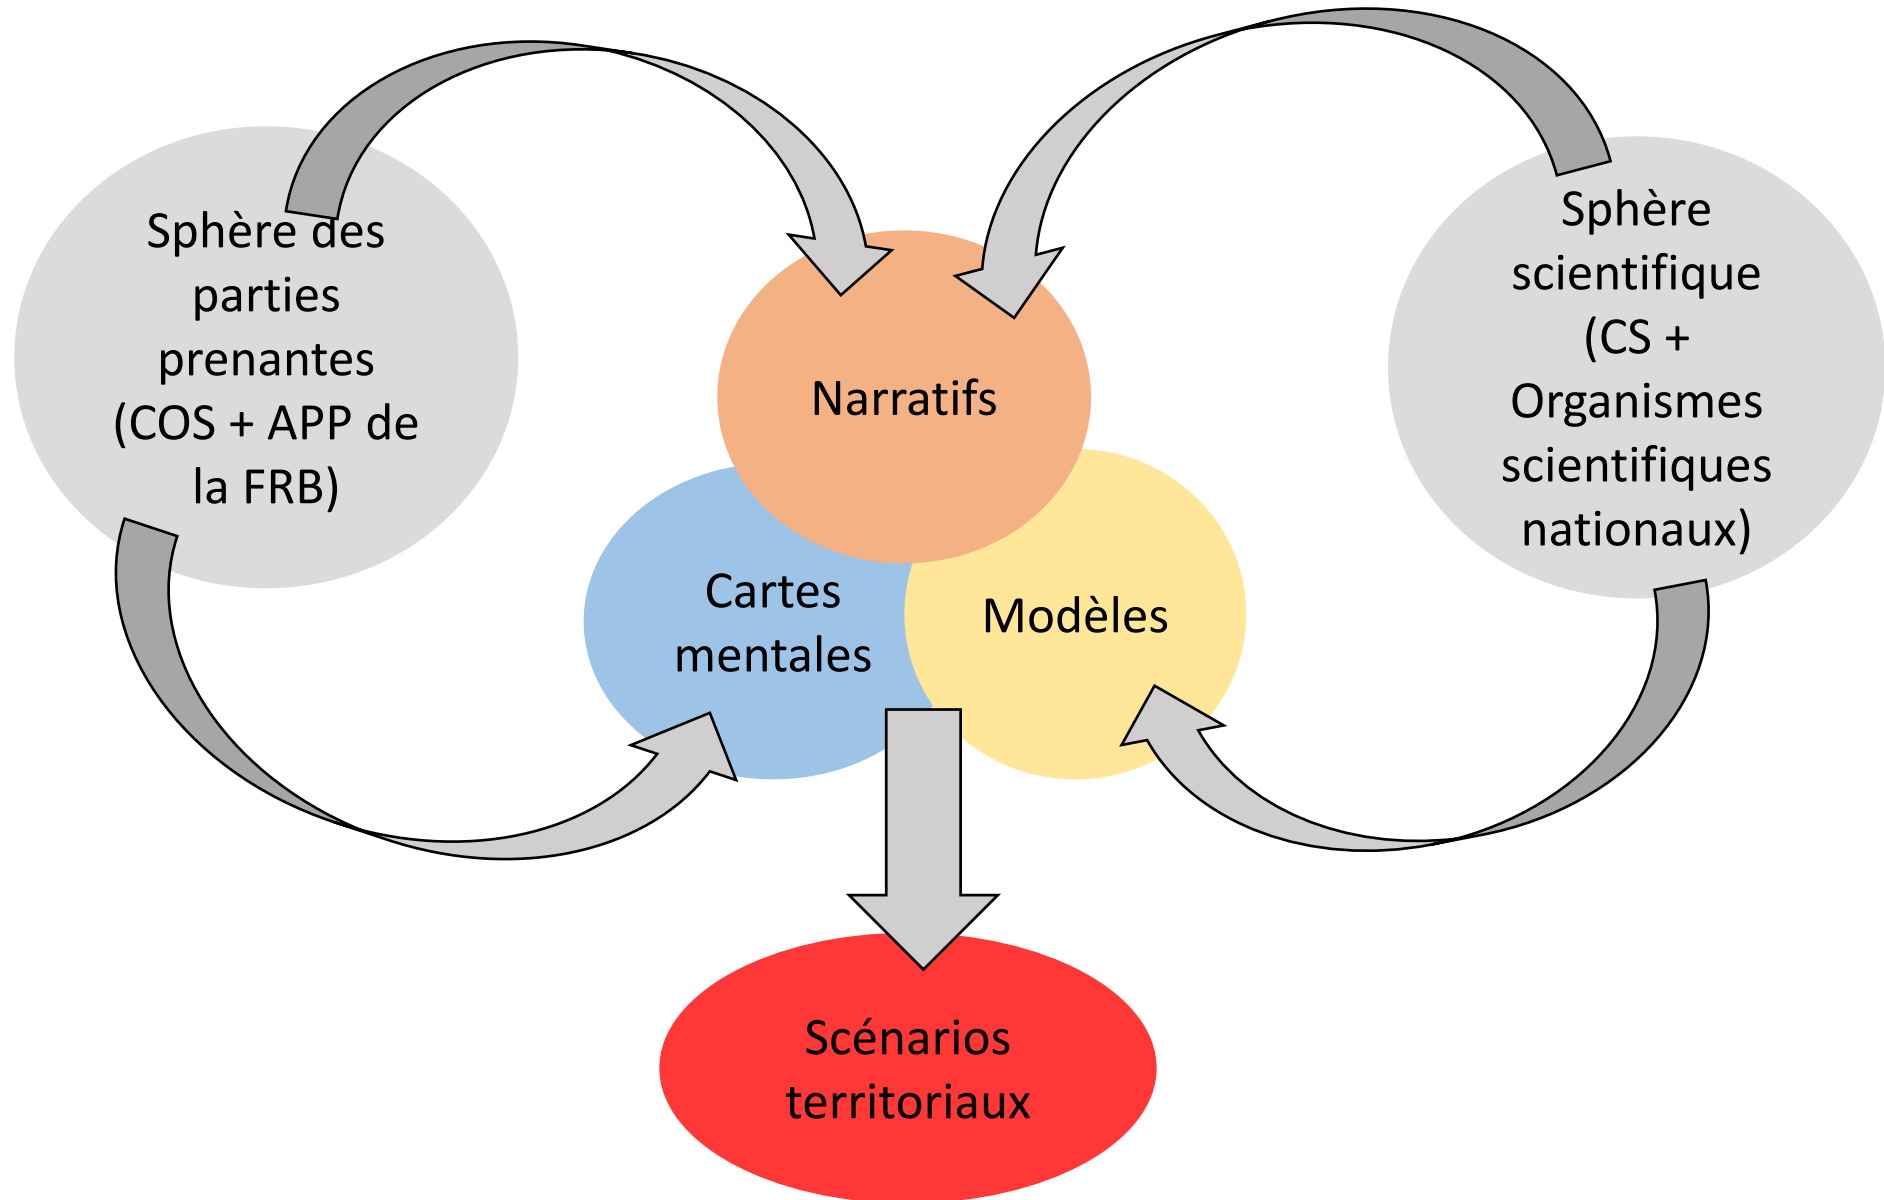 Sphère des
parties
prenantes
(COS + APP de
la FRB)
Narratifs
Sphère
scientifique
(CS +
Organismes
scientifiques
nationaux)
Cartes
mentales
Modèles
Scénarios
territoriaux